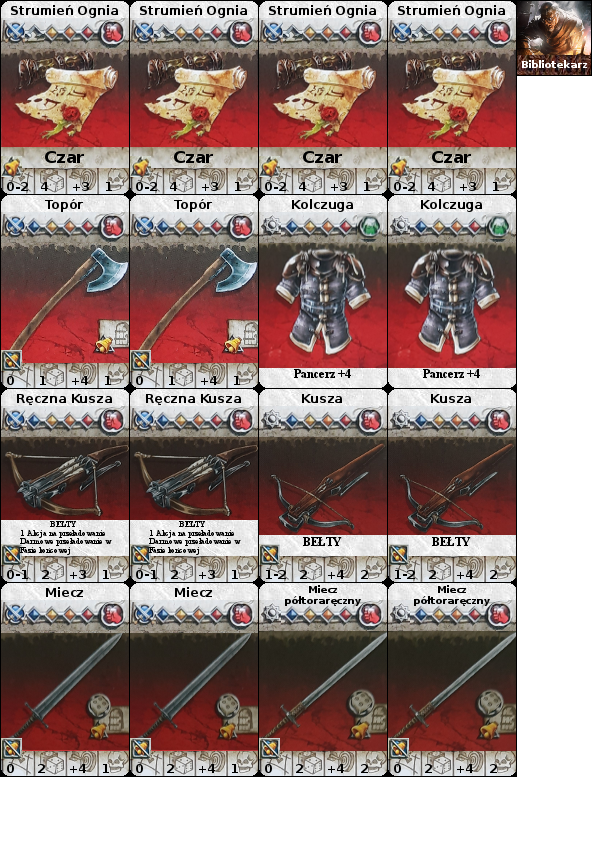 Strumień Ognia
Strumień Ognia
Strumień Ognia
Strumień Ognia
Bibliotekarz
Czar
Czar
Czar
Czar
0-2 4 +3 1
0-2 4 +3 1
0-2 4 +3 1
0-2 4 +3 1
Topór
Topór
Kolczuga
Kolczuga
Pancerz +4
Pancerz +4
0 1 +4 1
0 1 +4 1
Ręczna Kusza
Ręczna Kusza
Kusza
Kusza
BEŁTY
1 Akcja na przeładowanie
Darmowe przeładowanie w
Fazie końcowej
BEŁTY
1 Akcja na przeładowanie
Darmowe przeładowanie w
Fazie końcowej
BEŁTY
BEŁTY
0-1 2 +3 1
0-1 2 +3 1
1-2 2 +4 2
1-2 2 +4 2
Miecz
Miecz
Miecz
półtoraręczny
Miecz
półtoraręczny
0 2 +4 1
0 2 +4 1
0 2 +4 2
0 2 +4 2